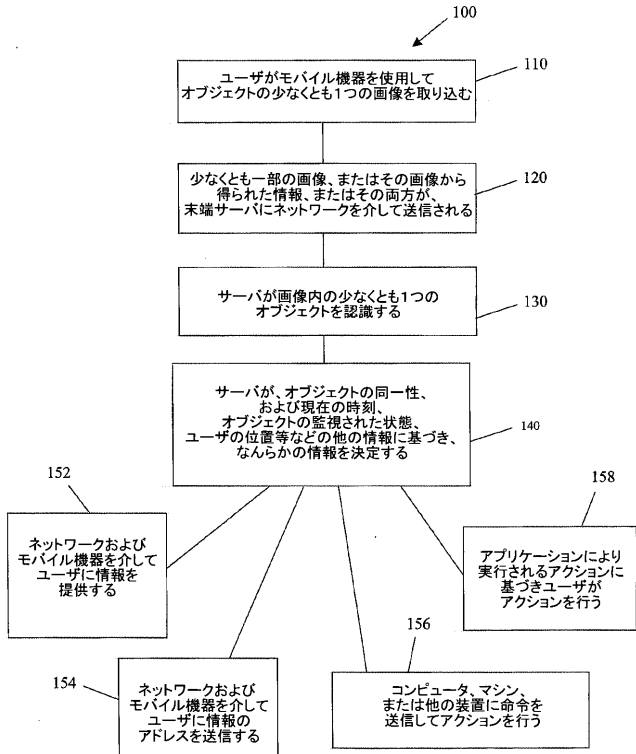 100
ユーザがモバイル機器を使用して
オブジェクトの少なくとも1つの画像を取り込む
110
少なくとも一部の画像、またはその画像から
得られた情報、またはその両方が、
末端サーバにネットワークを介して送信される
120
サーバが画像内の少なくとも1つの
オブジェクトを認識する
130
サーバが、オブジェクトの同一性、
および現在の時刻、
オブジェクトの監視された状態、
ユーザの位置等などの他の情報に基づき、
なんらかの情報を決定する
140
152
ネットワークおよび
モバイル機器を介して
ユーザに情報を
提供する
154
ネットワークおよび
モバイル機器を介して
ユーザに情報の
アドレスを送信する
156
コンピュータ、マシン、
または他の装置に命令を
送信してアクションを行う
158
アプリケーションにより
実行されるアクションに
基づきユーザが
アクションを行う